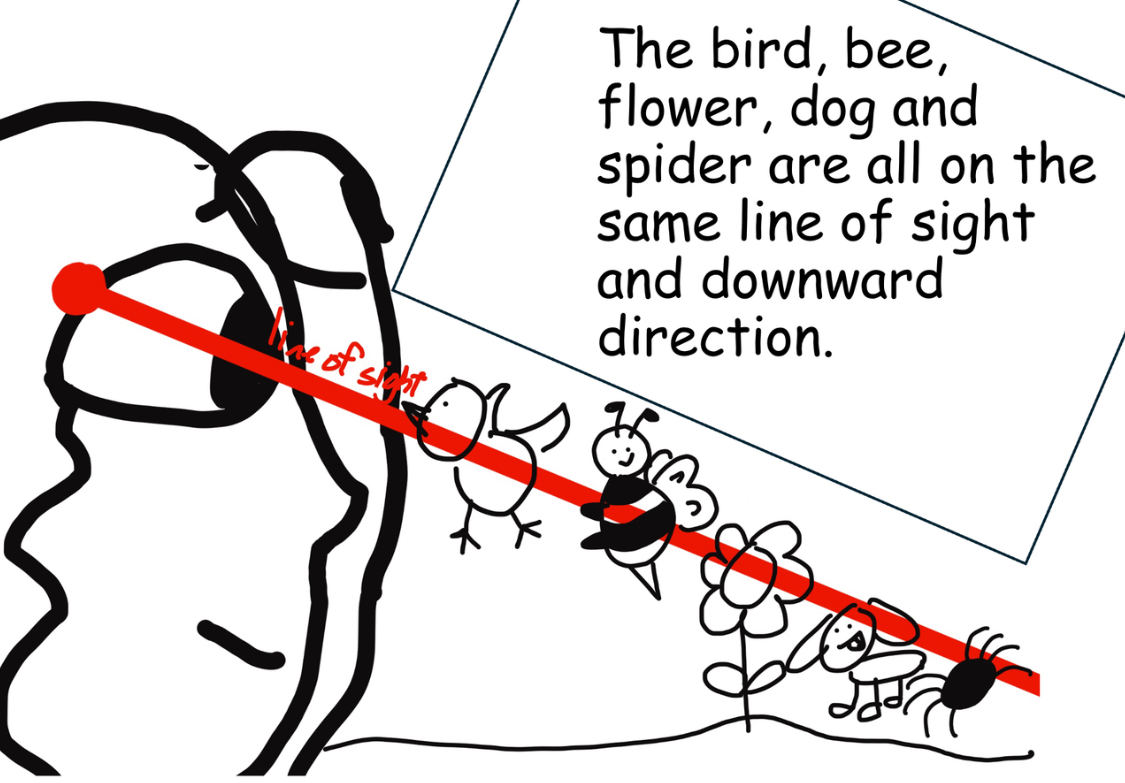 The bird, bee,
flower, dog and
spider are all on the
same line of sight
and downward
direction.
line of sight